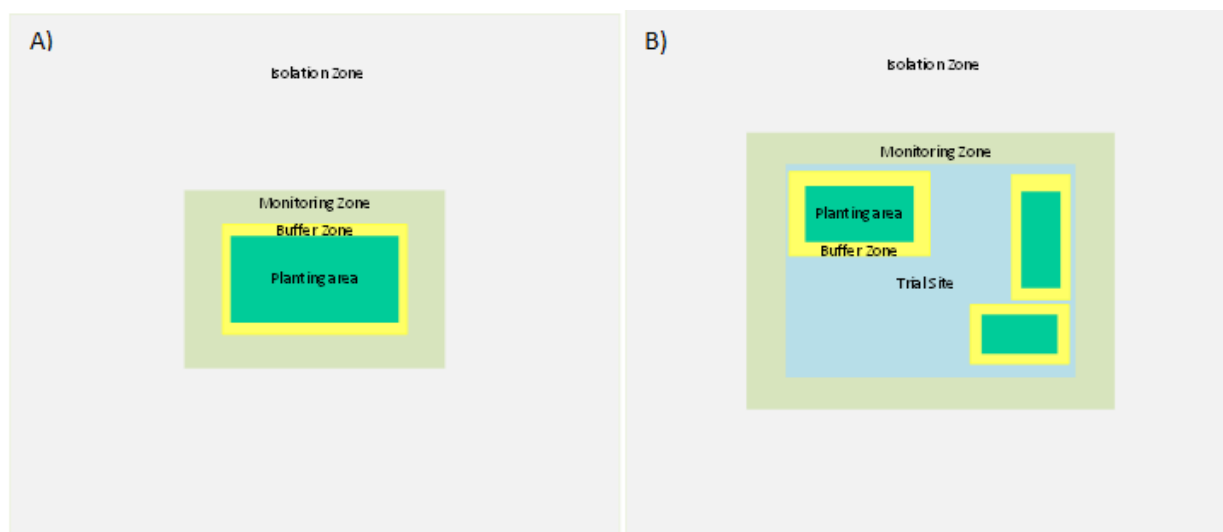 A)
Isolation Zone
Monitoring Zone
Buffer Zone
Planting area
B)
Isolation Zone
Monitoring Zone
Planting area
Buffer Zone
Trial Site